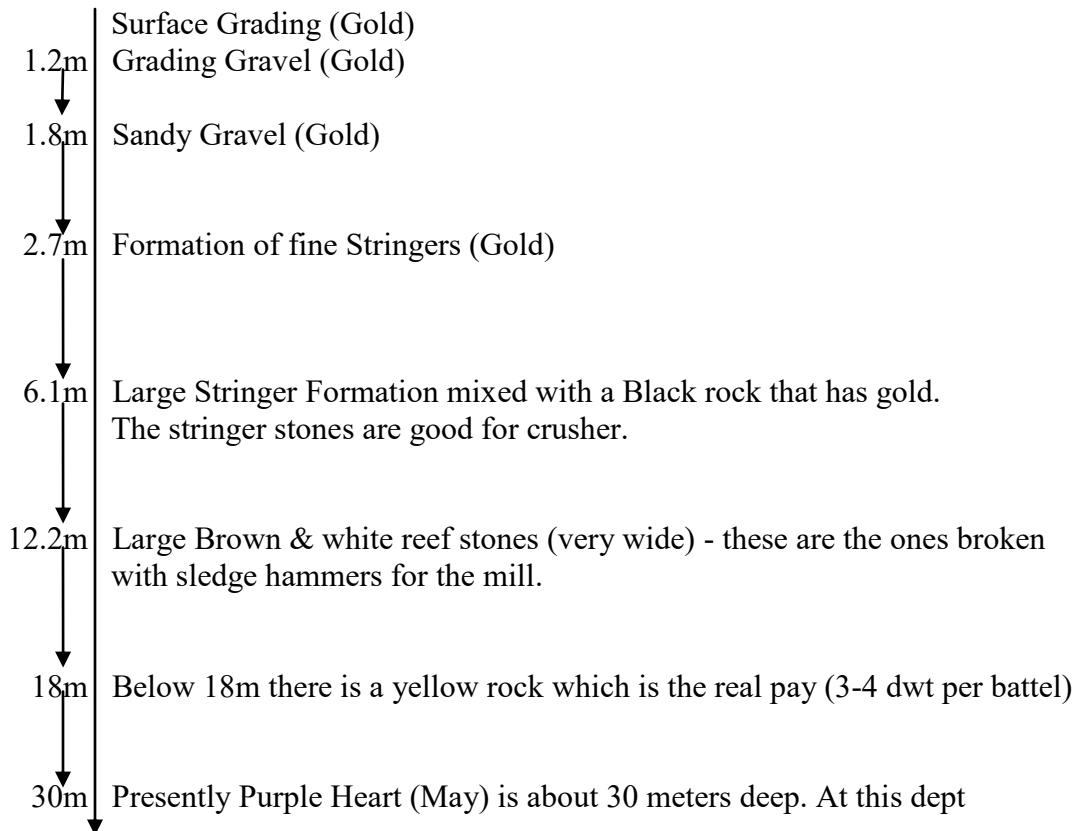 Surface Grading (Gold)
1.2m Grading Gravel (Gold)
1.8m Sandy Gravel (Gold)
2.7m Formation of fine Stringers (Gold)
6.1m Large Stringer Formation mixed with a Black rock that has gold.
The stringer stones are good for crusher.
12.2m Large Brown & white reef stones (very wide) - these are the ones broken
with sledge hammers for the mill.
18m Below 18m there is a yellow rock which is the real pay (3-4 dwt per battel)
30m Presently Purple Heart (May) is about 30 meters deep. At this dept